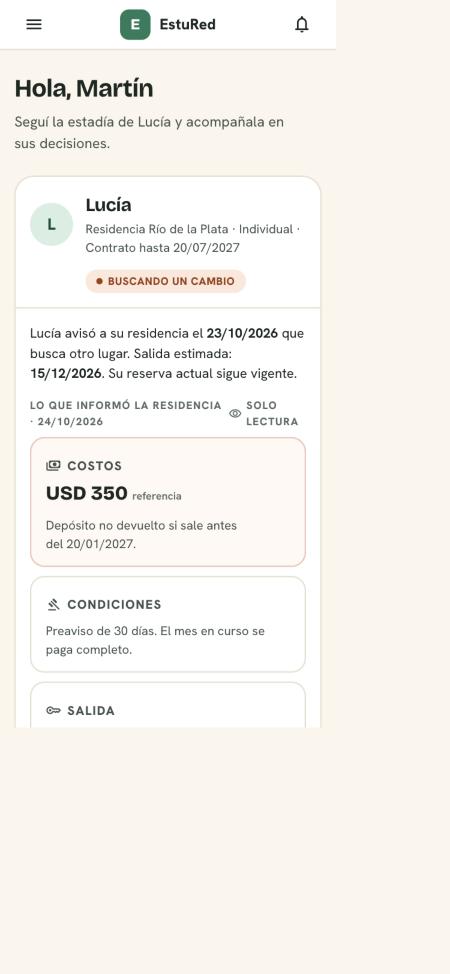 E EstuRed
Hola, Martín
Seguí la estadía de Lucía y acompañala en
sus decisiones.
L
Lucía
Residencia Río de la Plata · Individual ·
Contrato hasta 20/07/2027
BUSCANDO UN CAMBIO
Lucía avisó a su residencia el 23/10/2026 que
busca otro lugar. Salida estimada:
15/12/2026. Su reserva actual sigue vigente.
LO QUE INFORMÓ LA RESIDENCIA
· 24/10/2026
SOLO
LECTURA
COSTOS
USD 350 referencia
Depósito no devuelto si sale antes
del 20/01/2027.
CONDICIONES
Preaviso de 30 días. El mes en curso se
paga completo.
SALIDA